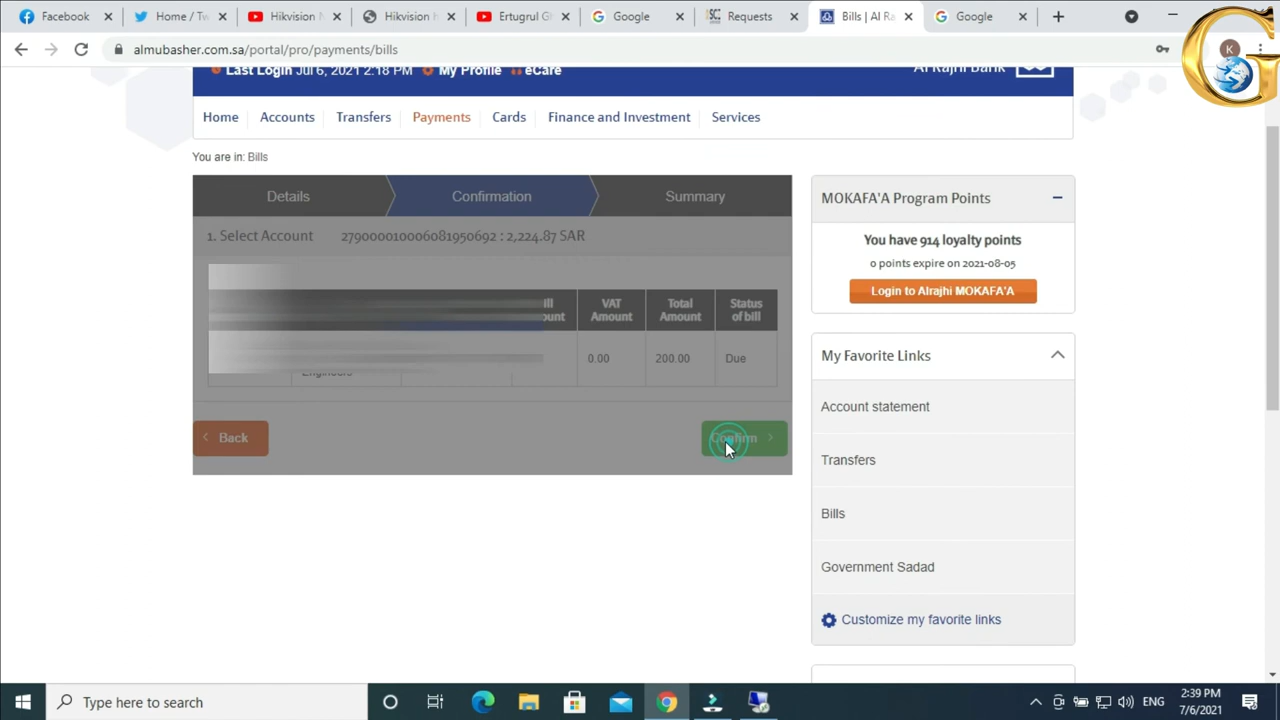 Facebook
Home / Tw
Hikvision N
Hikvision h
Ertugrul Gh
Google
Requests
Bills | Al Ra
Google
almubasher.com.sa/portal/pro/payments/bills
K
G
Last Login Jul 6, 2021 2:18 PM My Profile eCare
Al Rajhi Bank
Home Accounts Transfers Payments Cards Finance and Investment Services
You are in: Bills
Details Confirmation Summary
1. Select Account 279000010006081950692 : 2,224.87 SAR
VAT Amount
Total Amount
Status of bill
0.00 200.00 Due
Engineers
Back
Confirm
MOKAFA'A Program Points
You have 914 loyalty points
0 points expire on 2021-08-05
Login to Alrajhi MOKAFA'A
My Favorite Links
Account statement
Transfers
Bills
Government Sadad
Customize my favorite links
Type here to search
ENG
2:39 PM
7/6/2021